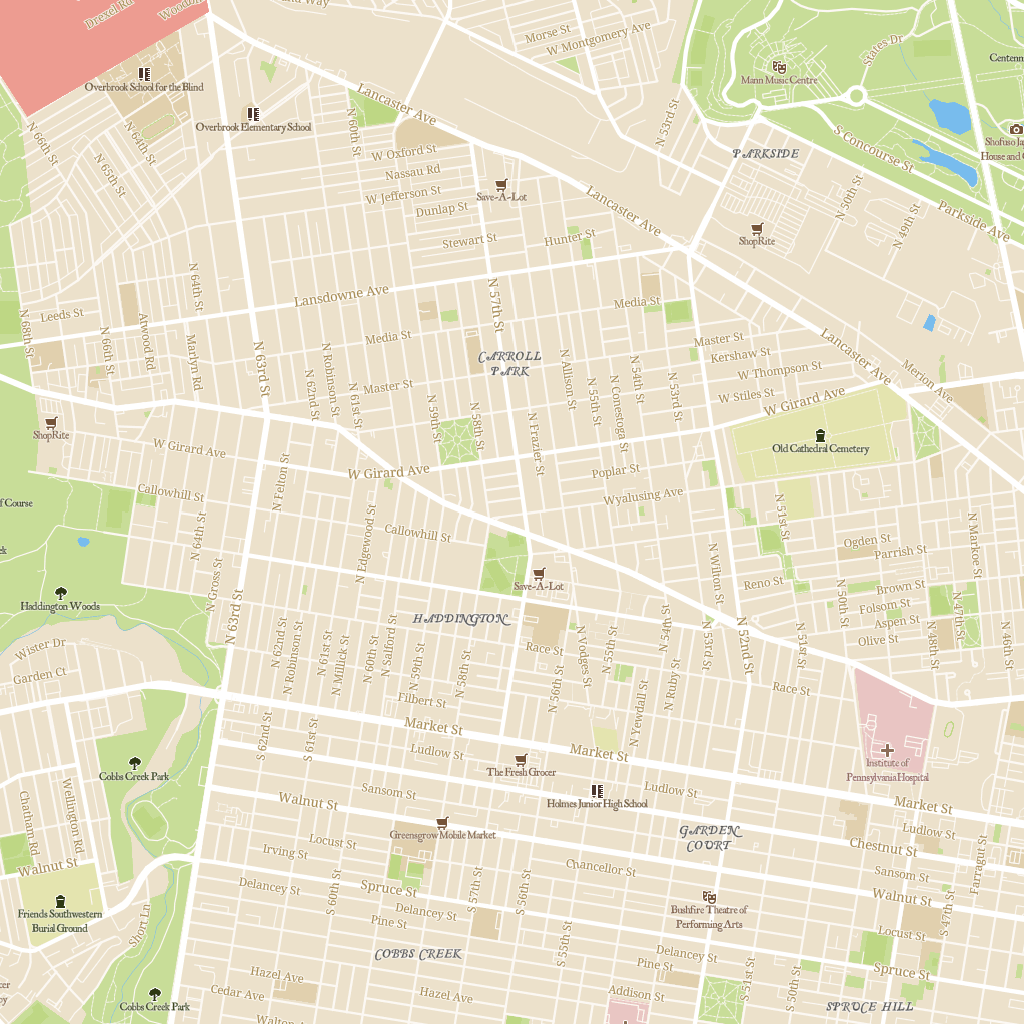 Drexel Rd
Morse St
W Montgomery Ave
States Dr
Mann Music Centre
Overbrook School for the Blind
Overbrook Elementary School
Lancaster Ave
N 53rd St
S Concourse St
PARKSIDE
N 66th St
N 64th St
N 65th St
N 60th St
W Oxford St
Nassau Rd
W Jefferson St
Dunlap St
Save-A-Lot
Lancaster Ave
N 50th St
N 49th St
Parkside Ave
ShopRite
Stewart St
Hunter St
Leeds St
N 64th St
Lansdowne Ave
N 57th St
Media St
N 68th St
N 66th St
Atwood Rd
Marlyn Rd
N 63rd St
Media St
CARROLL
PARK
Master St
Kershaw St
W Thompson St
Lancaster Ave
Merion Ave
N 62nd St
N Robinson St
N 61st St
Master St
N 59th St
N 58th St
N Frazier St
N Allison St
N 55th St
N Conestoga St
N 54th St
N 53rd St
W Stiles St
W Girard Ave
ShopRite
W Girard Ave
W Girard Ave
Poplar St
Wyalusing Ave
Old Cathedral Cemetery
Callowhill St
N Felton St
N 64th St
N Edgewood St
Callowhill St
N 51st St
N Markoe St
Ogden St
Parrish St
Haddington Woods
N Gross St
N 63rd St
HADDINGTON
Save-A-Lot
N Wilton St
N 52nd St
Reno St
Brown St
Folsom St
Aspen St
Olive St
N 50th St
N 51st St
N 48th St
N 47th St
N 46th St
Wister Dr
Garden Ct
N 62nd St
N Robinson St
N 61st St
N Millick St
N 60th St
N Salford St
N 59th St
N 58th St
Race St
N 56th St
N Vodges St
N 55th St
N Yewdall St
N 54th St
N Ruby St
N 53rd St
Race St
Filbert St
Market St
Market St
S 62nd St
S 61st St
Ludlow St
The Fresh Grocer
Institute of
Pennsylvania Hospital
Cobbs Creek Park
Chatham Rd
Wellington Rd
Walnut St
Sansom St
Walnut St
Holmes Junior High School
Ludlow St
Market St
Ludlow St
Chestnut St
Greensgrow Mobile Market
GARDEN
COURT
Locust St
Irving St
Chancellor St
Sansom St
Walnut St
Farragut St
Delancey St
S 60th St
Spruce St
S 57th St
S 56th St
Friends Southwestern
Burial Ground
Short Ln
Delancey St
Pine St
Bushfire Theatre of
Performing Arts
S 47th St
Locust St
COBBS CREEK
S 55th St
Delancey St
Pine St
S 51st St
S 50th St
Spruce St
Hazel Ave
Cedar Ave
Hazel Ave
Addison St
Cobbs Creek Park
SPRUCE HILL